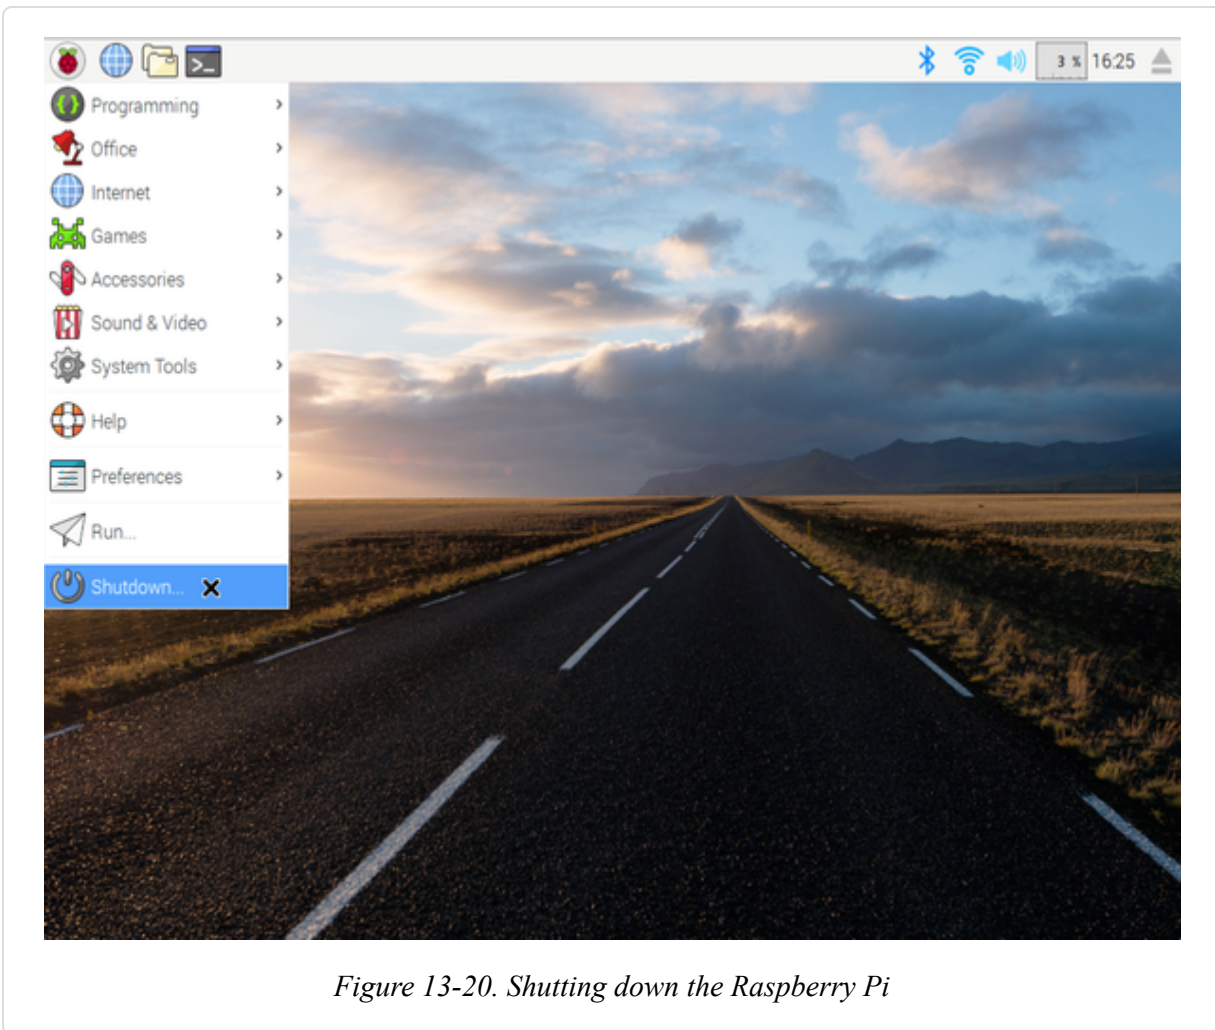 3 % 16:25
Programming
Office
Internet
Games
Accessories
Sound & Video
System Tools
Help
Preferences
Run...
Shutdown...
Figure 13-20. Shutting down the Raspberry Pi